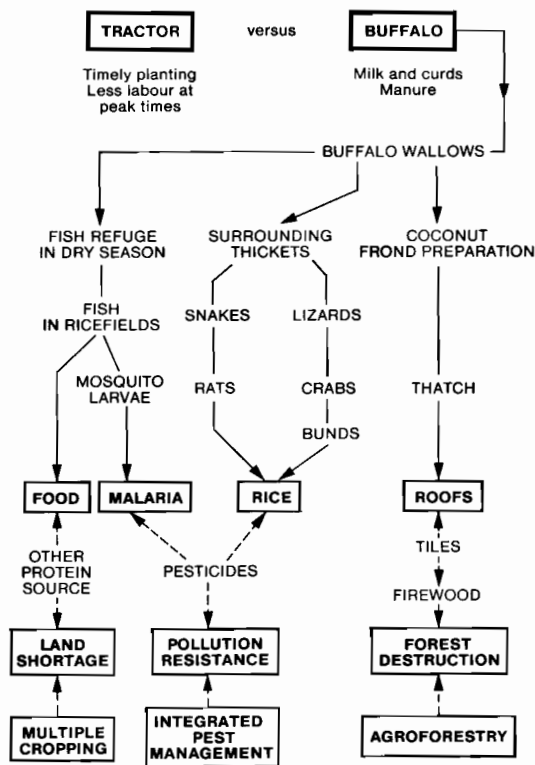 TRACTOR versus BUFFALO
Timely planting
Less labour at
peak times
Milk and curds
Manure
BUFFALO WALLOWS
FISH REFUGE
IN DRY SEASON
SURROUNDING
THICKETS
COCONUT
FROND PREPARATION
FISH
IN RICEFIELDS
SNAKES
LIZARDS
MOSQUITO
LARVAE
RATS
CRABS
THATCH
BUNDS
FOOD
MALARIA
RICE
ROOFS
OTHER
PROTEIN
SOURCE
PESTICIDES
TILES
FIREWOOD
LAND
SHORTAGE
POLLUTION
RESISTANCE
FOREST
DESTRUCTION
MULTIPLE
CROPPING
INTEGRATED
PEST
MANAGEMENT
AGROFORESTRY